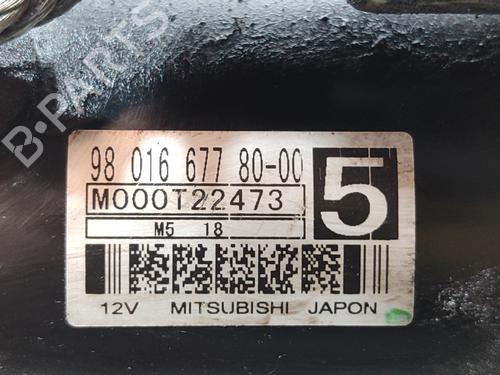 B-PARTS
98 016 677 80-00
5
M000T22473
M5 18
12V MITSUBISHI JAPON